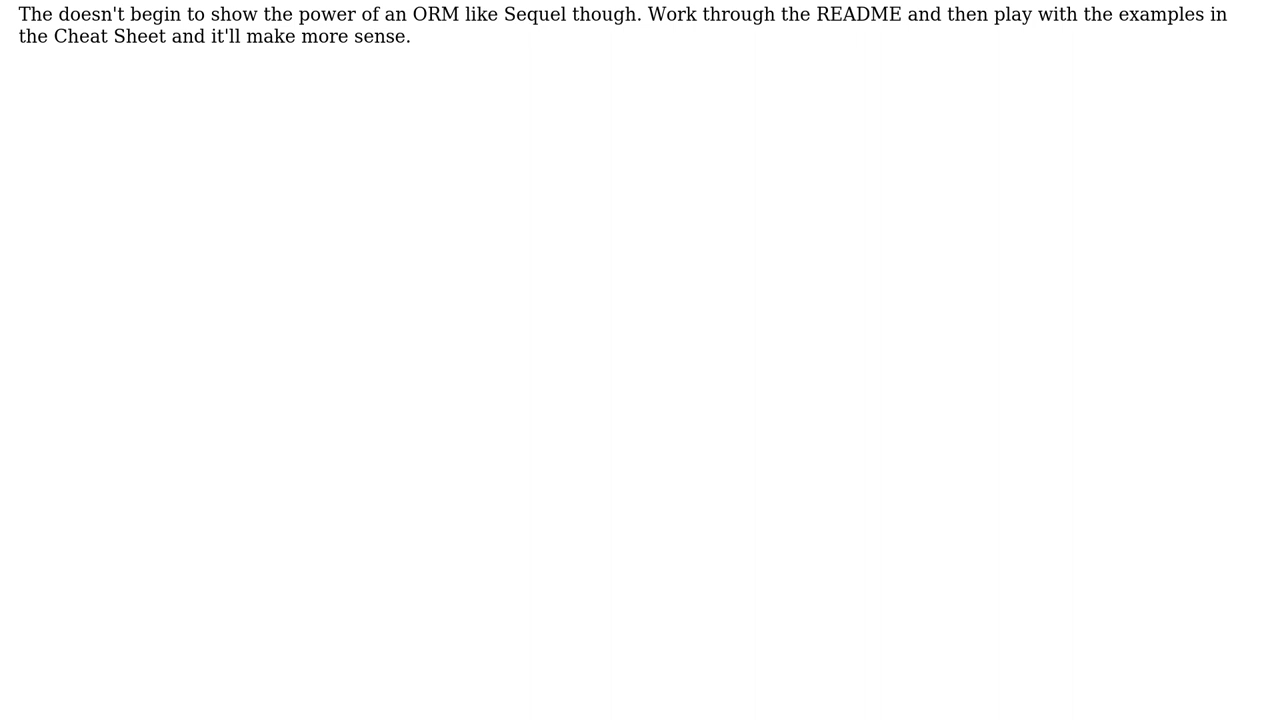 The doesn't begin to show the power of an ORM like Sequel though. Work through the README and then play with the examples in
the Cheat Sheet and it'll make more sense.